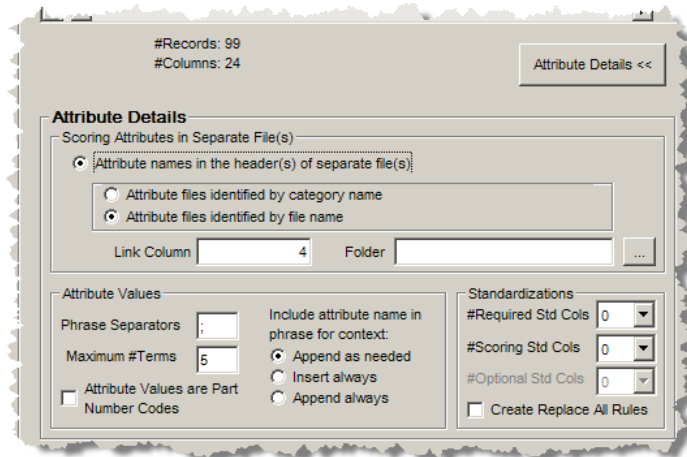 #Records: 99
#Columns: 24
Attribute Details <<
Attribute Details
Scoring Attributes in Separate File(s)
Attribute names in the header(s) of separate file(s)
Attribute files identified by category name
Attribute files identified by file name
Link Column 4 Folder ...
Attribute Values
Phrase Separators ;
Maximum #Terms 5
Attribute Values are Part
Number Codes
Include attribute name in
phrase for context:
Append as needed
Insert always
Append always
Standardizations
#Required Std Cols 0
#Scoring Std Cols 0
#Optional Std Cols 0
Create Replace All Rules